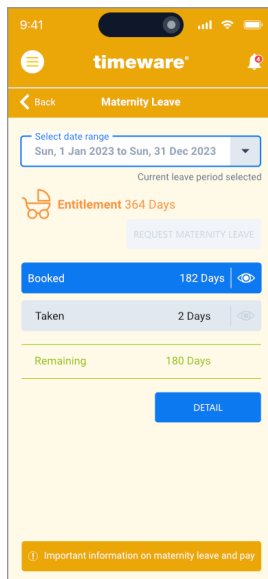 9:41
timeware®
Back
Maternity Leave
Select date range
Sun, 1 Jan 2023 to Sun, 31 Dec 2023
Current leave period selected
Entitlement 364 Days
REQUEST MATERNITY LEAVE
Booked 182 Days
Taken 2 Days
Remaining 180 Days
DETAIL
Important information on maternity leave and pay